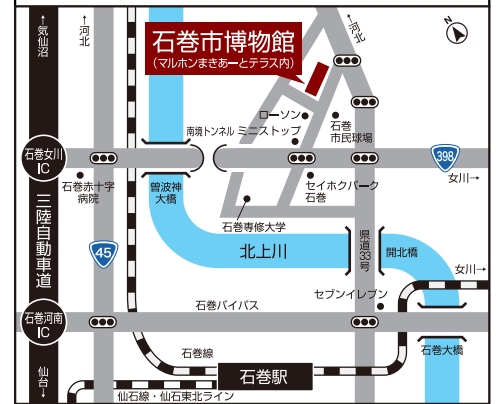 ←気仙沼
←河北
石巻市博物館
(マルホンまきあーとテラス内)
←河北
N
ローソン
南境トンネル
ミニストップ
石巻
市民球場
石巻女川
IC
398
女川→
石巻赤十字
病院
曽波神
大橋
セイホクパーク
石巻
石巻専修大学
三陸自動車道
45
北上川
県道33号
開北橋
女川→
セブンイレブン
石巻バイパス
石巻河南
IC
石巻線
石巻大橋
石巻駅
仙台→
仙石線・仙石東北ライン